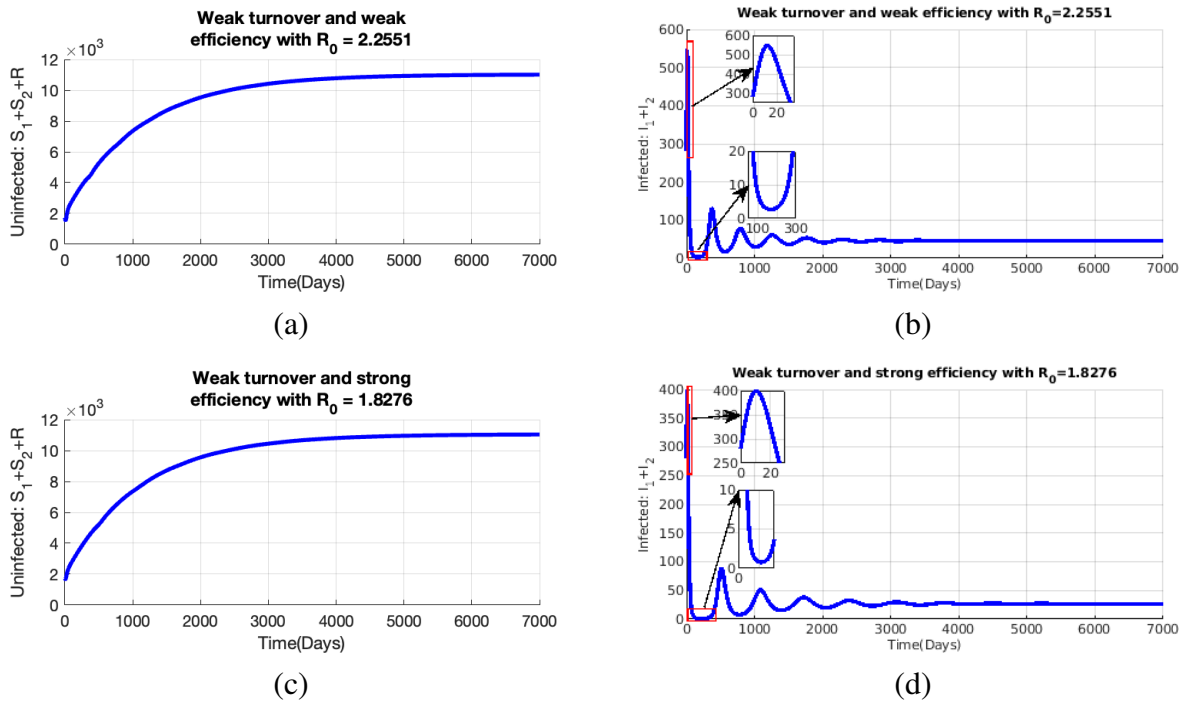 Weak turnover and weak
efficiency with R0 = 2.2551
× 10^3
12
10
8
6
4
2
0
Uninfected: S1+S2+R
0 1000 2000 3000 4000 5000 6000 7000
Time(Days)
(a)
Weak turnover and weak efficiency with R0=2.2551
600
500
400
300
200
100
0
Infected: I1+I2
600
500
400
300
0 20
20
10
0
100 300
0 1000 2000 3000 4000 5000 6000 7000
Time(Days)
(b)
Weak turnover and strong
efficiency with R0 = 1.8276
× 10^3
12
10
8
6
4
2
0
Uninfected: S1+S2+R
0 1000 2000 3000 4000 5000 6000 7000
Time(Days)
(c)
Weak turnover and strong efficiency with R0=1.8276
400
350
300
250
200
150
100
50
0
Infected: I1+I2
400
350
300
250
0 20
10
5
0
0
0 1000 2000 3000 4000 5000 6000 7000
Time(Days)
(d)